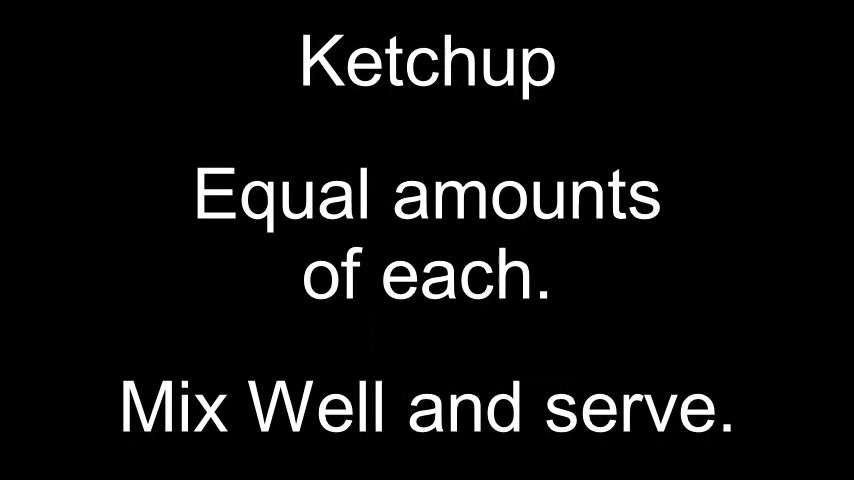 Ketchup
Equal amounts
of each.
Mix Well and serve.